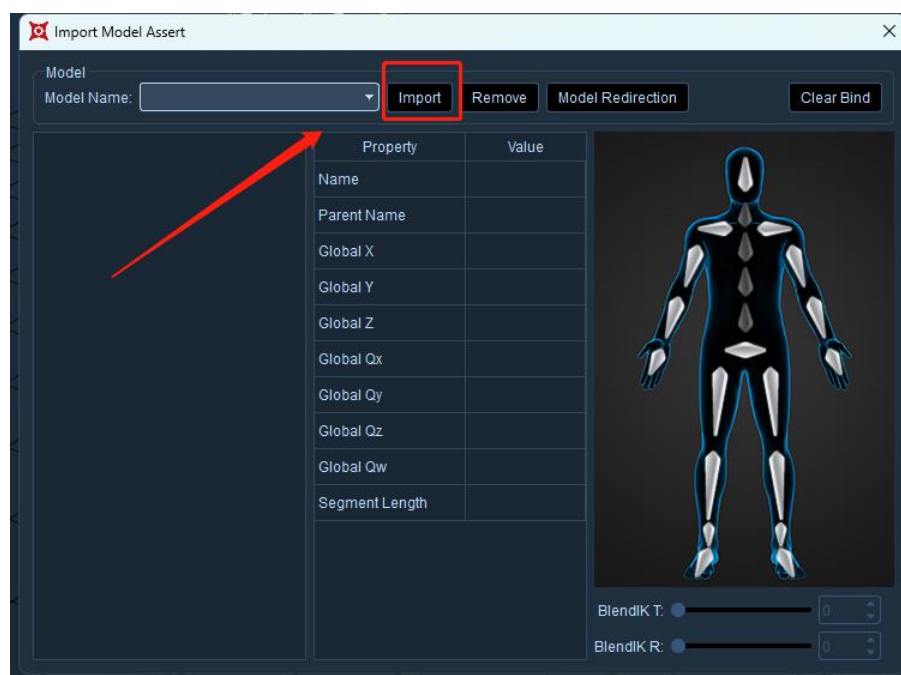 Import Model Assert
Model
Model Name: Import Remove Model Redirection Clear Bind
Property Value
Name
Parent Name
Global X
Global Y
Global Z
Global Qx
Global Qy
Global Qz
Global Qw
Segment Length
BlendIK T: 0
BlendIK R: 0